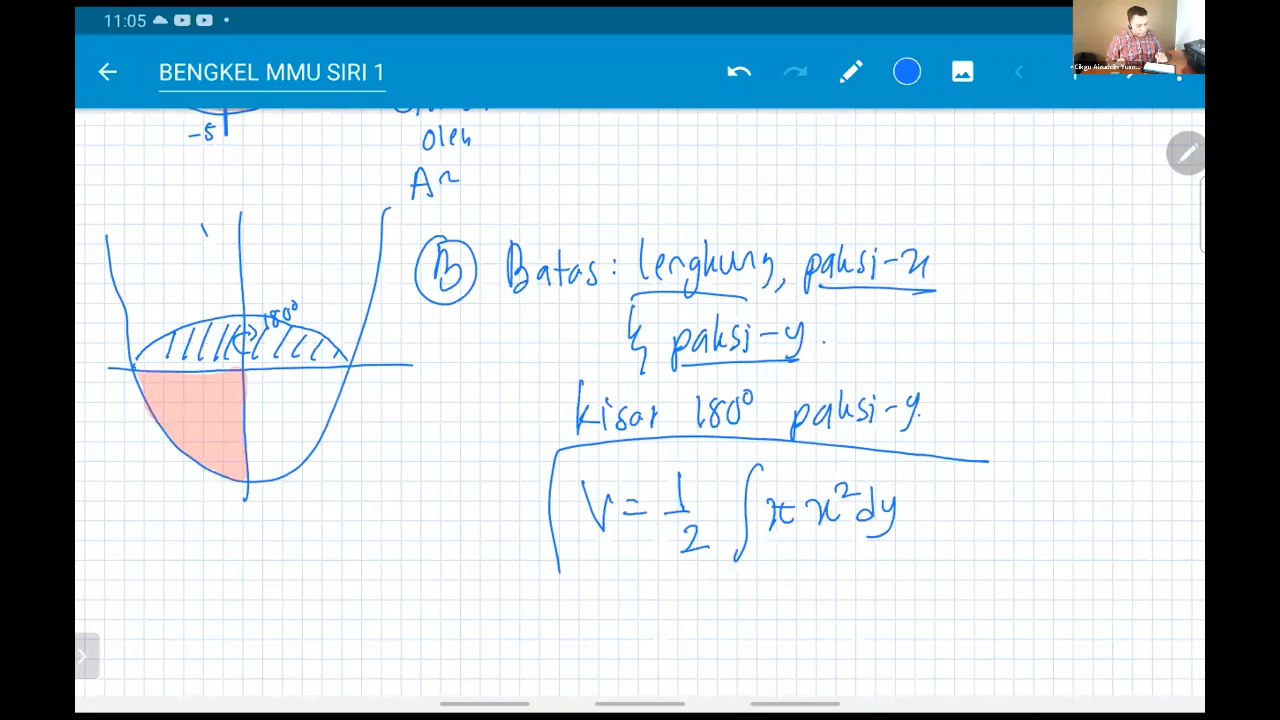 11:05
BENGKEL MMU SIRI 1
-5
Oleh
A~
180°
B Batas: lengkung, paksi-x
& paksi-y.
kisar 180° paksi-y.
V = 1/2 ∫ π x² dy